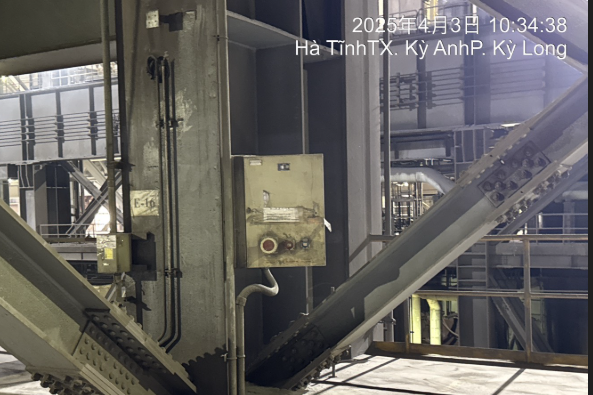 2025年4月3日 10:34:38
Hà TĩnhTX. Kỳ AnhP. Kỳ Long
E-16